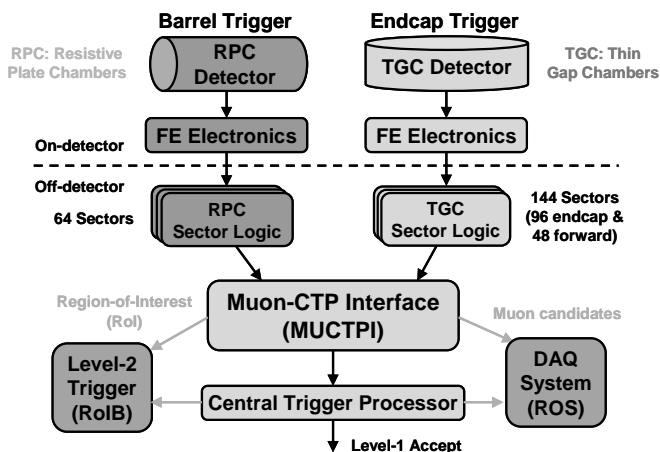 Barrel Trigger
Endcap Trigger
RPC: Resistive
Plate Chambers
RPC
Detector
TGC Detector
TGC: Thin
Gap Chambers
FE Electronics
FE Electronics
On-detector
Off-detector
64 Sectors
RPC
Sector Logic
TGC
Sector Logic
144 Sectors
(96 endcap &
48 forward)
Region-of-Interest
(RoI)
Muon-CTP Interface
(MUCTPI)
Muon candidates
Level-2
Trigger
(RoIB)
Central Trigger Processor
DAQ
System
(ROS)
Level-1 Accept